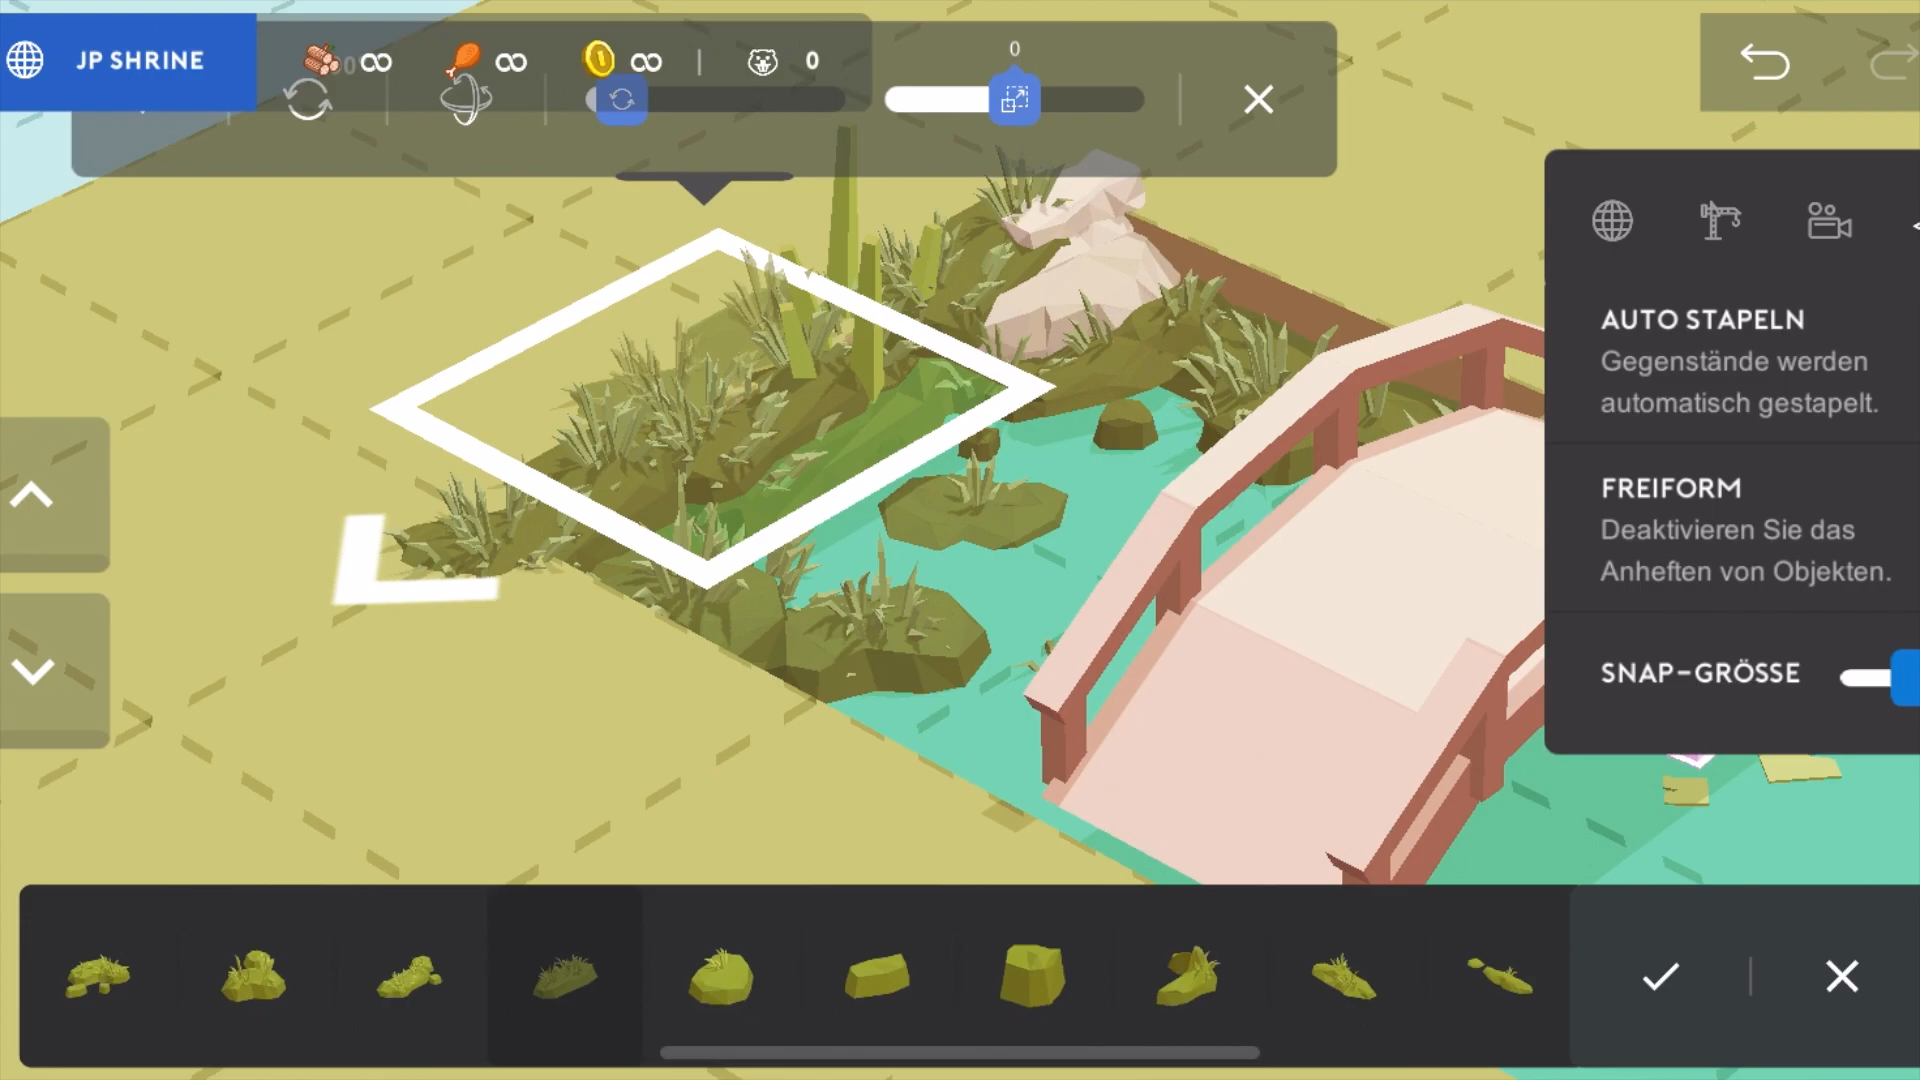 JP SHRINE
0 ∞
∞
∞
|
0
0
AUTO STAPELN
Gegenstände werden
automatisch gestapelt.
FREIFORM
Deaktivieren Sie das
Anheften von Objekten.
SNAP-GRÖSSE